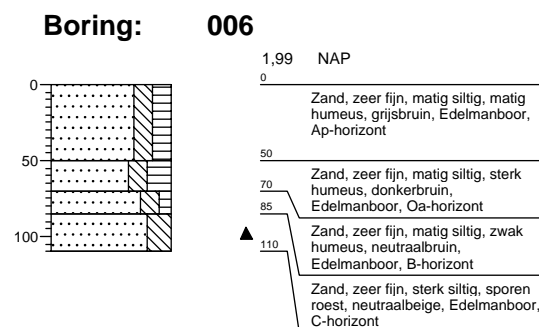 Boring: 006
1,99 NAP
0
0
Zand, zeer fijn, matig siltig, matig
humeus, grijsbruin, Edelmanboor,
Ap-horizont
50
50
Zand, zeer fijn, matig siltig, sterk
humeus, donkerbruin,
Edelmanboor, Oa-horizont
70
85
Zand, zeer fijn, matig siltig, zwak
humeus, neutraalbruin,
Edelmanboor, B-horizont
100
110
Zand, zeer fijn, sterk siltig, sporen
roest, neutraalbeige, Edelmanboor,
C-horizont